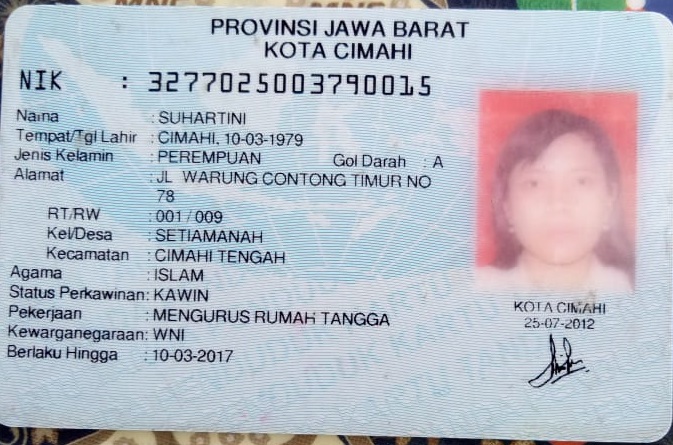 PROVINSI JAWA BARAT
KOTA CIMAHI
NIK : 3277025003790015
Nama : SUHARTINI
Tempat/Tgl Lahir : CIMAHI, 10-03-1979
Jenis Kelamin : PEREMPUAN Gol Darah : A
Alamat : JL WARUNG CONTONG TIMUR NO
78
RT/RW : 001 / 009
Kel/Desa : SETIAMANAH
Kecamatan : CIMAHI TENGAH
Agama : ISLAM
Status Perkawinan: KAWIN
Pekerjaan : MENGURUS RUMAH TANGGA
Kewarganegaraan: WNI
Berlaku Hingga : 10-03-2017
KOTA CIMAHI
25-07-2012